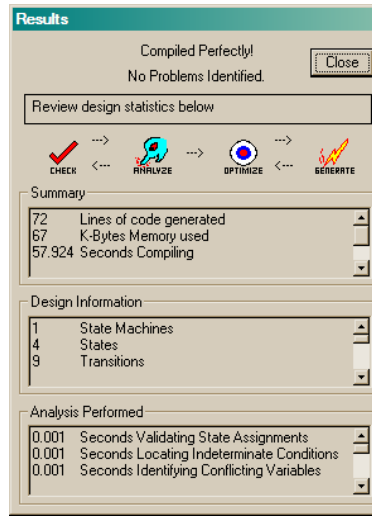 Results
Compiled Perfectly!
No Problems Identified.
Close
Review design statistics below
---> ---> --->
CHECK <--- ANALYZE OPTIMIZE <--- GENERATE
Summary
72 Lines of code generated
67 K-Bytes Memory used
57.924 Seconds Compiling
Design Information
1 State Machines
4 States
9 Transitions
Analysis Performed
0.001 Seconds Validating State Assignments
0.001 Seconds Locating Indeterminate Conditions
0.001 Seconds Identifying Conflicting Variables